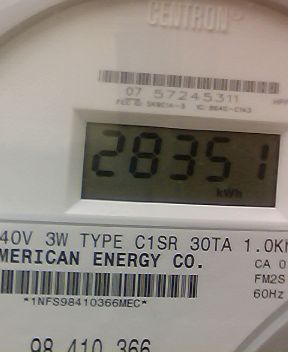 CENTRON®
07 57245311
28351
kWh
40V 3W TYPE C1SR 30TA 1.0K
MERICAN ENERGY CO.
CA 0
FM2S
60Hz
*1NFS98410366MEC*
98 410 366